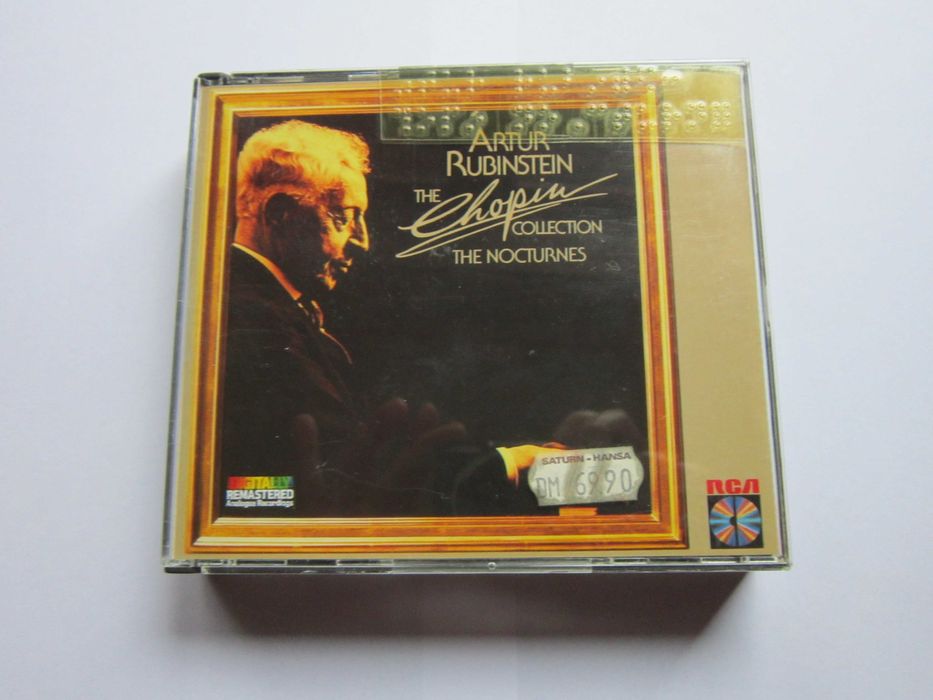 ARTUR
RUBINSTEIN
THE Chopin
COLLECTION
THE NOCTURNES
SATURN-HANSA
DM 69.90
DIGITALLY
REMASTERED
Analogue Recordings
RCA